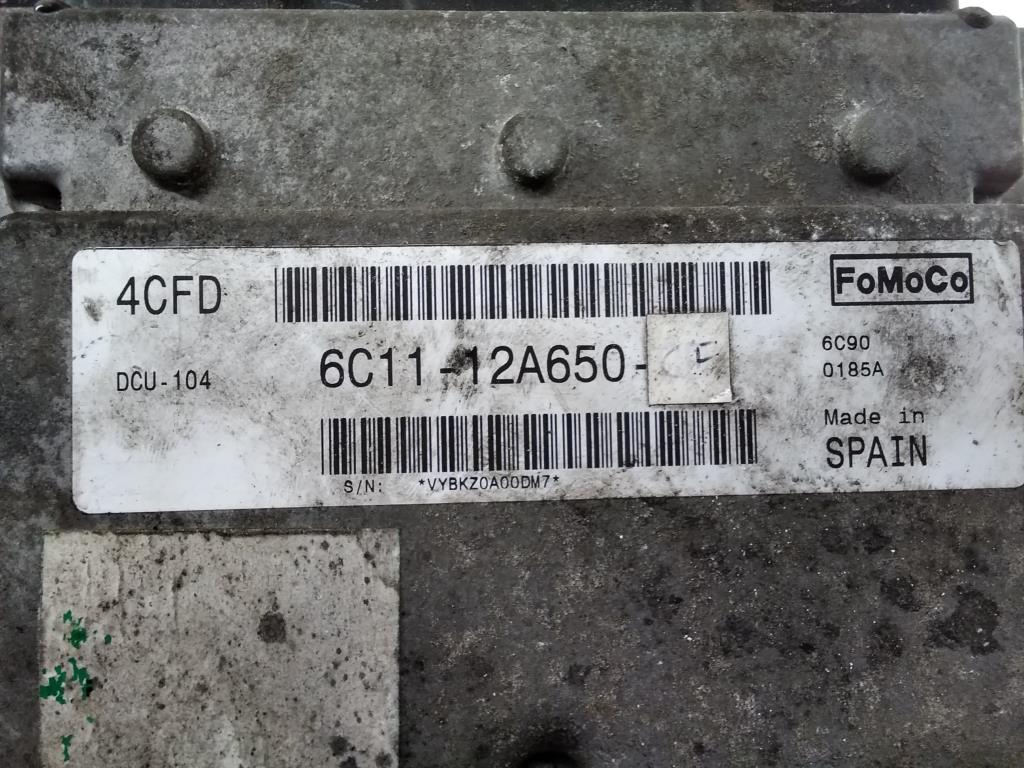 4CFD
FoMoCo
DCU-104
6C11-12A650-
6C90
0185A
Made in
SPAIN
S/N: *VYBKZ0A00DM7*